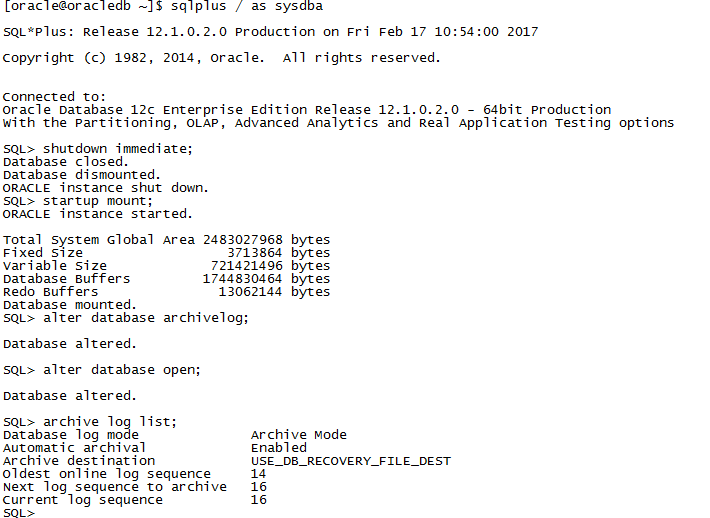 [oracle@oracledb ~]$ sqlplus / as sysdba
SQL*Plus: Release 12.1.0.2.0 Production on Fri Feb 17 10:54:00 2017
Copyright (c) 1982, 2014, Oracle.  All rights reserved.
Connected to:
Oracle Database 12c Enterprise Edition Release 12.1.0.2.0 - 64bit Production
With the Partitioning, OLAP, Advanced Analytics and Real Application Testing options
SQL> shutdown immediate;
Database closed.
Database dismounted.
ORACLE instance shut down.
SQL> startup mount;
ORACLE instance started.
Total System Global Area 2483027968 bytes
Fixed Size                  3713864 bytes
Variable Size             721421496 bytes
Database Buffers         1744830464 bytes
Redo Buffers               13062144 bytes
Database mounted.
SQL> alter database archivelog;
Database altered.
SQL> alter database open;
Database altered.
SQL> archive log list;
Database log mode              Archive Mode
Automatic archival             Enabled
Archive destination            USE_DB_RECOVERY_FILE_DEST
Oldest online log sequence     14
Next log sequence to archive   16
Current log sequence           16
SQL>